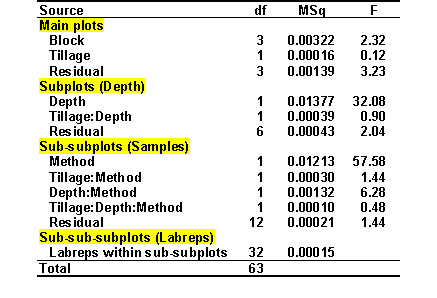 Source df MSq F
Main plots
Block 3 0.00322 2.32
Tillage 1 0.00016 0.12
Residual 3 0.00139 3.23
Subplots (Depth)
Depth 1 0.01377 32.08
Tillage:Depth 1 0.00039 0.90
Residual 6 0.00043 2.04
Sub-subplots (Samples)
Method 1 0.01213 57.58
Tillage:Method 1 0.00030 1.44
Depth:Method 1 0.00132 6.28
Tillage:Depth:Method 1 0.00010 0.48
Residual 12 0.00021 1.44
Sub-sub-subplots (Labreps)
Labreps within sub-subplots 32 0.00015
Total 63